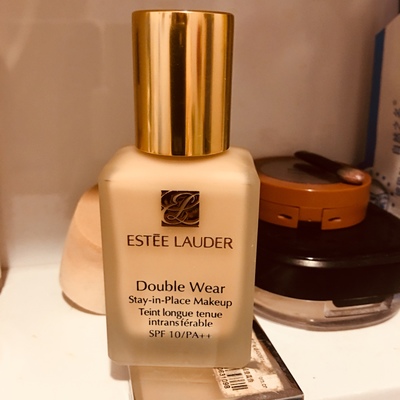 ESTĒE LAUDER
Double Wear
Stay-in-Place Makeup
Teint longue tenue
intransférable
SPF 10/PA++